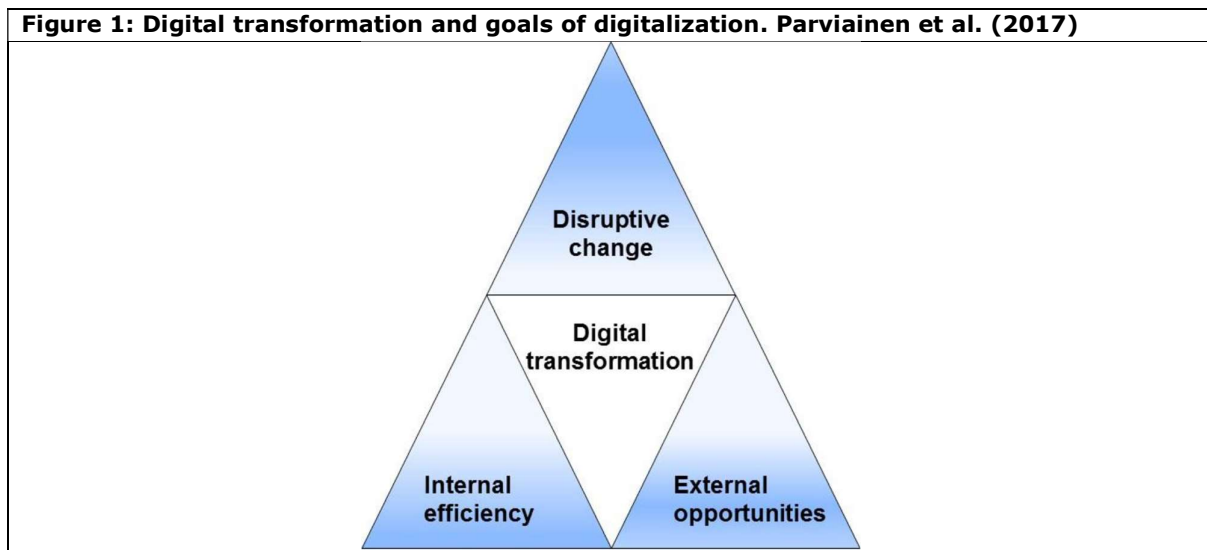 Figure 1: Digital transformation and goals of digitalization. Parviainen et al. (2017)
Disruptive
change
Digital
transformation
Internal
efficiency
External
opportunities